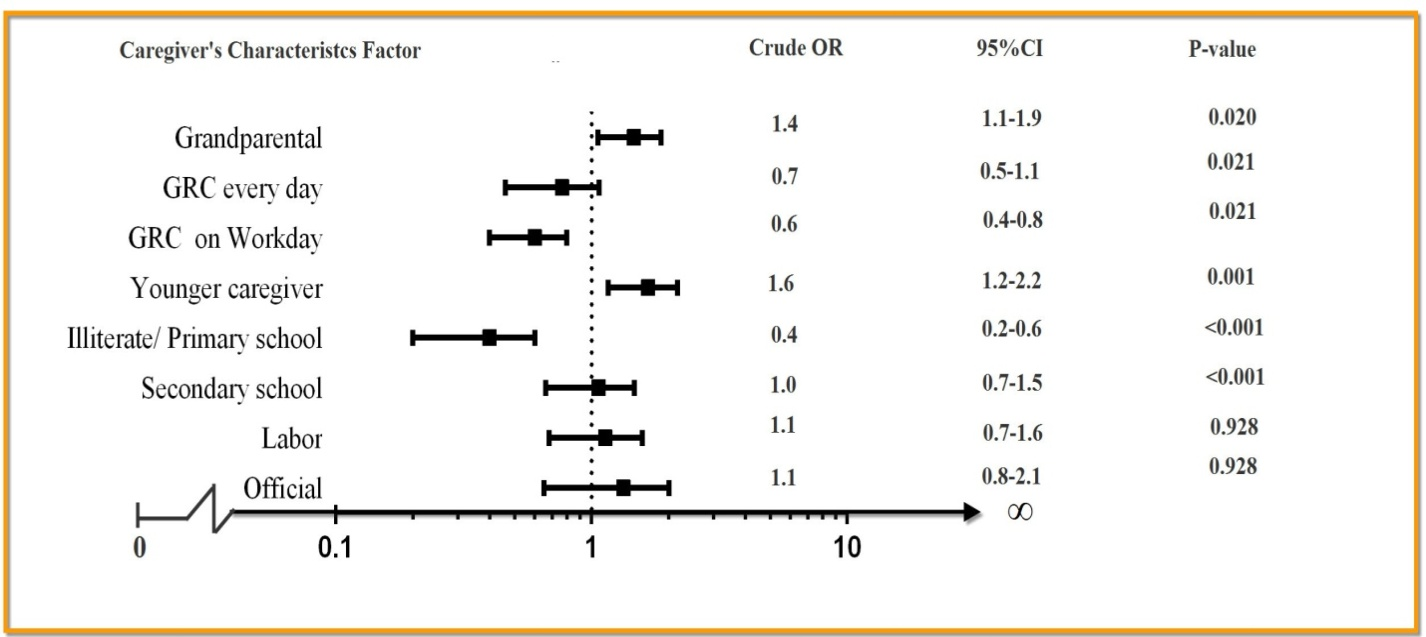 Caregiver's Characteristcs Factor Crude OR 95%CI P-value
Grandparental 1.4 1.1-1.9 0.020
GRC every day 0.7 0.5-1.1 0.021
GRC on Workday 0.6 0.4-0.8 0.021
Younger caregiver 1.6 1.2-2.2 0.001
Illiterate/ Primary school 0.4 0.2-0.6 <0.001
Secondary school 1.0 0.7-1.5 <0.001
Labor 1.1 0.7-1.6 0.928
Official 1.1 0.8-2.1 0.928
∞
0 0.1 1 10